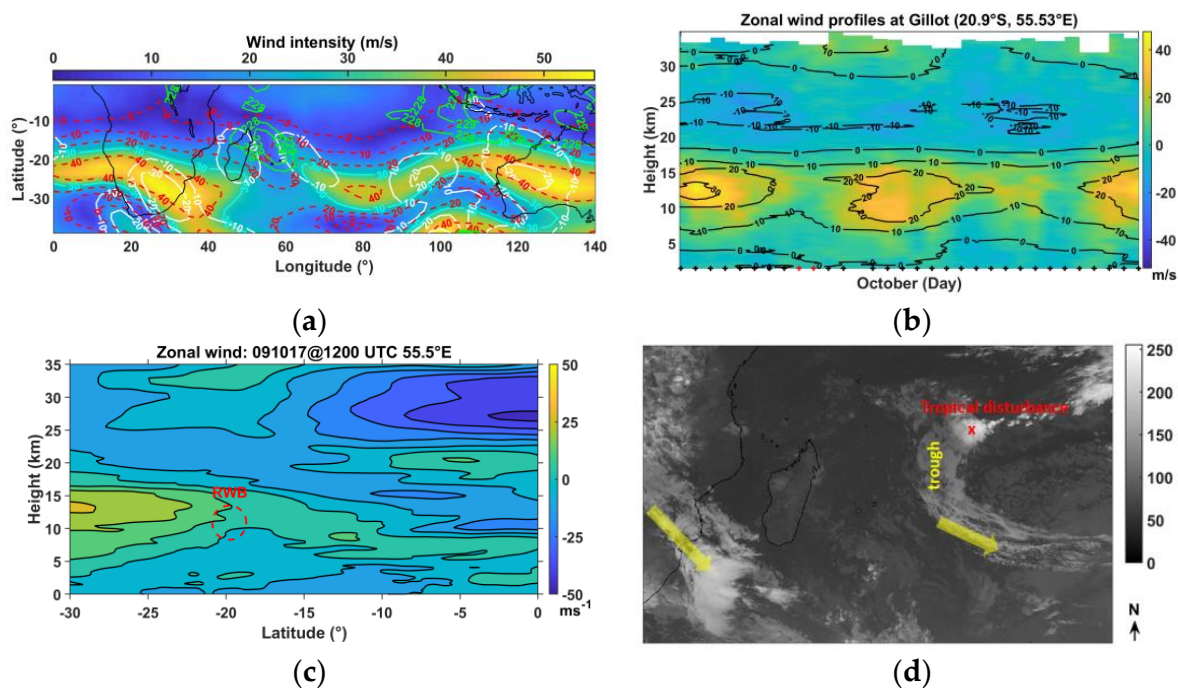 Wind intensity (m/s)
0 10 20 30 40 50
Latitude (°)
-10
-20
-30
0 20 40 60 80 100 120 140
Longitude (°)
(a)
Zonal wind profiles at Gillot (20.9°S, 55.53°E)
Height (km)
30
25
20
15
10
5
October (Day)
40
20
0
-20
-40
m/s
(b)
Zonal wind: 091017@1200 UTC 55.5°E
Height (km)
35
30
25
20
15
10
5
0
RWB
-30 -25 -20 -15 -10 -5 0
Latitude (°)
50
25
0
-25
-50
ms⁻¹
(c)
Tropical disturbance
x
trough
250
200
150
100
50
0
N
(d)